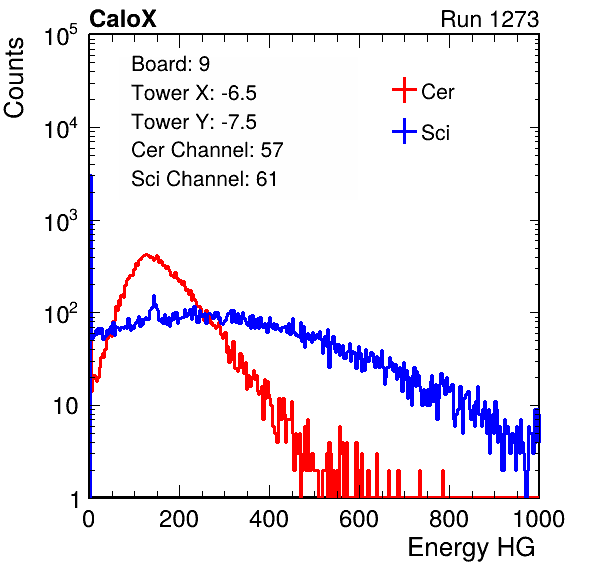 CaloX Run 1273
Counts
Board: 9
Tower X: -6.5
Tower Y: -7.5
Cer Channel: 57
Sci Channel: 61
Cer
Sci
10^5
10^4
10^3
10^2
10
1
0 200 400 600 800 1000
Energy HG